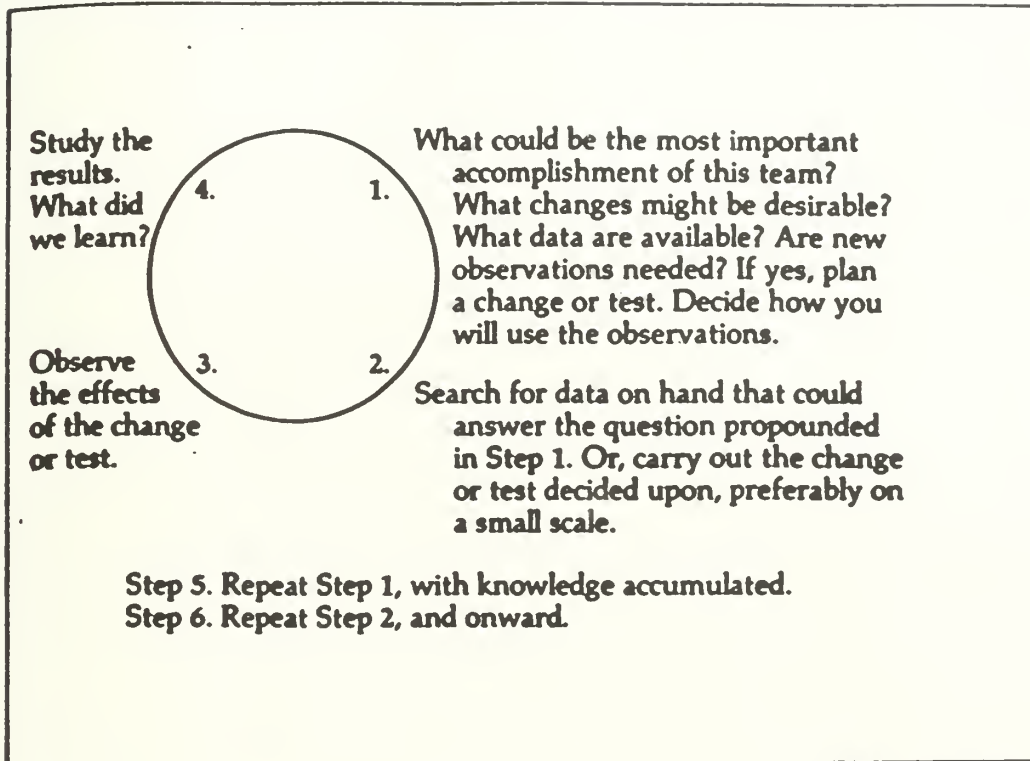 1.
What could be the most important
accomplishment of this team?
What changes might be desirable?
What data are available? Are new
observations needed? If yes, plan
a change or test. Decide how you
will use the observations.
2.
Search for data on hand that could
answer the question propounded
in Step 1. Or, carry out the change
or test decided upon, preferably on
a small scale.
3.
Observe
the effects
of the change
or test.
4.
Study the
results.
What did
we learn?
Step 5. Repeat Step 1, with knowledge accumulated.
Step 6. Repeat Step 2, and onward.